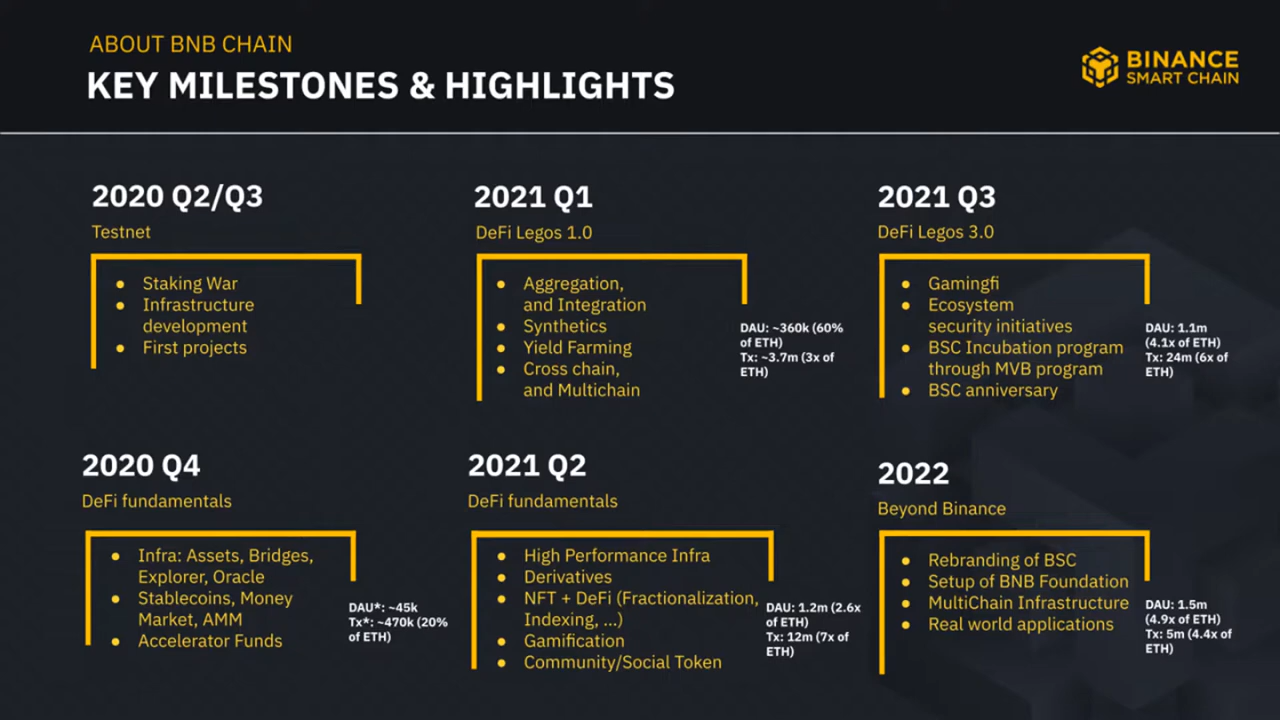 ABOUT BNB CHAIN
KEY MILESTONES & HIGHLIGHTS
BINANCE
SMART CHAIN
2020 Q2/Q3
Testnet
● Staking War
● Infrastructure
development
● First projects
2021 Q1
DeFi Legos 1.0
● Aggregation,
and Integration
● Synthetics
● Yield Farming
● Cross chain,
and Multichain
DAU: ~360k (60%
of ETH)
Tx: ~3.7m (3x of
ETH)
2021 Q3
DeFi Legos 3.0
● Gamingfi
● Ecosystem
security initiatives
● BSC Incubation program
through MVB program
● BSC anniversary
DAU: 1.1m
(4.1x of ETH)
Tx: 24m (6x of
ETH)
2020 Q4
DeFi fundamentals
● Infra: Assets, Bridges,
Explorer, Oracle
● Stablecoins, Money
Market, AMM
● Accelerator Funds
DAU*: ~45k
Tx*: ~470k (20%
of ETH)
2021 Q2
DeFi fundamentals
● High Performance Infra
● Derivatives
● NFT + DeFi (Fractionalization,
Indexing, ...)
● Gamification
● Community/Social Token
DAU: 1.2m (2.6x
of ETH)
Tx: 12m (7x of
ETH)
2022
Beyond Binance
● Rebranding of BSC
● Setup of BNB Foundation
● MultiChain Infrastructure
● Real world applications
DAU: 1.5m
(4.9x of ETH)
Tx: 5m (4.4x of
ETH)